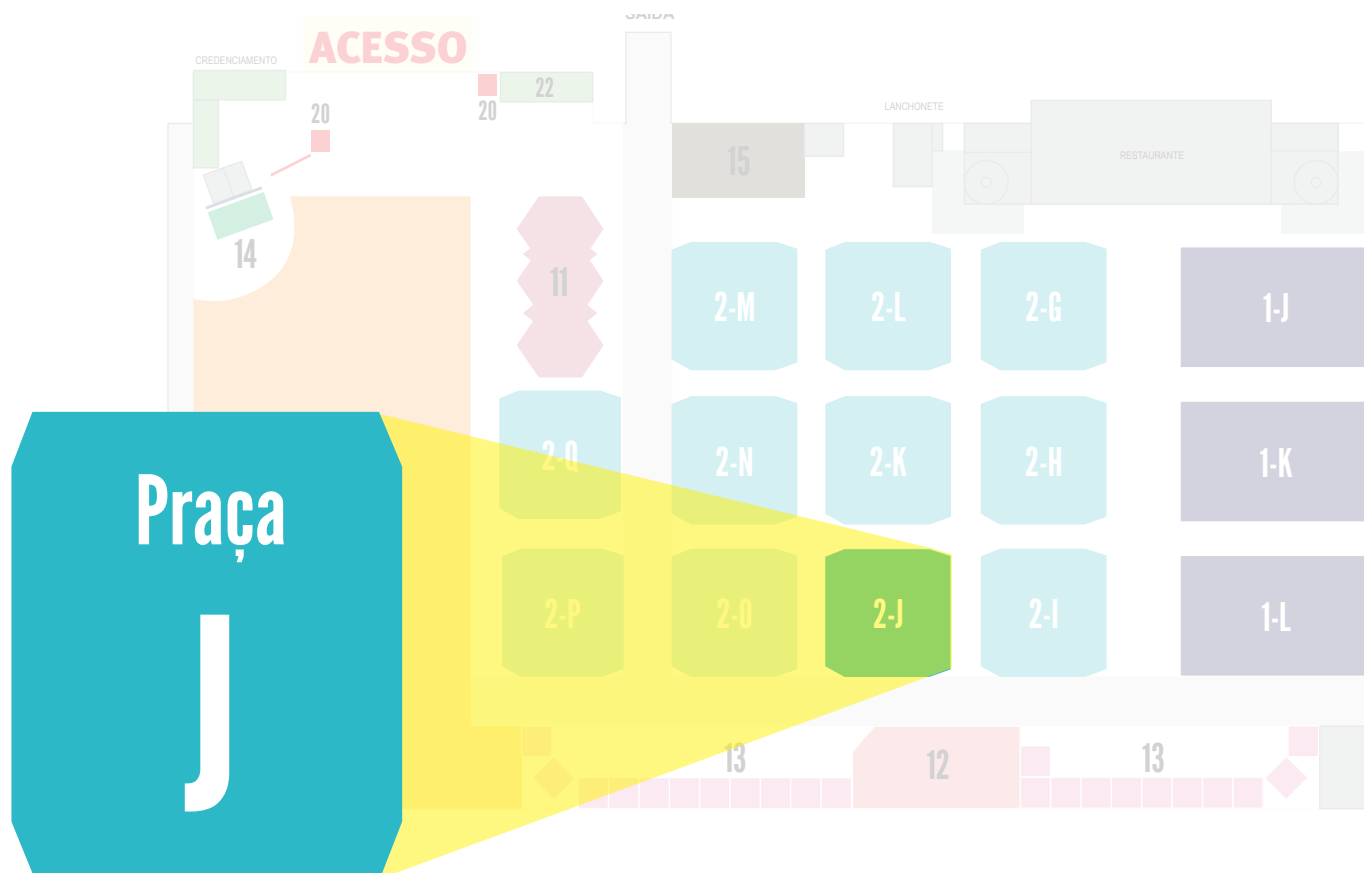 SAÍDA
ACESSO
CREDENCIAMENTO
22
20
20
LANCHONETE
15
RESTAURANTE
14
11
2-M
2-L
2-G
1-J
2-Q
2-N
2-K
2-H
1-K
Praça
J
2-P
2-O
2-J
2-I
1-L
13
12
13